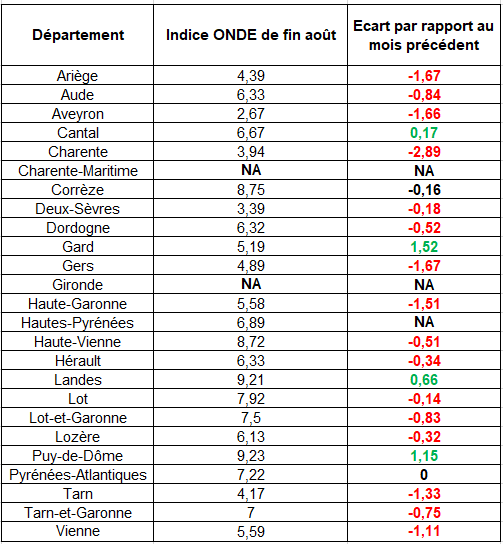 Département Indice ONDE de fin août Ecart par rapport au
mois précédent
Ariège 4,39 -1,67
Aude 6,33 -0,84
Aveyron 2,67 -1,66
Cantal 6,67 0,17
Charente 3,94 -2,89
Charente-Maritime NA NA
Corrèze 8,75 -0,16
Deux-Sèvres 3,39 -0,18
Dordogne 6,32 -0,52
Gard 5,19 1,52
Gers 4,89 -1,67
Gironde NA NA
Haute-Garonne 5,58 -1,51
Hautes-Pyrénées 6,89 NA
Haute-Vienne 8,72 -0,51
Hérault 6,33 -0,34
Landes 9,21 0,66
Lot 7,92 -0,14
Lot-et-Garonne 7,5 -0,83
Lozère 6,13 -0,32
Puy-de-Dôme 9,23 1,15
Pyrénées-Atlantiques 7,22 0
Tarn 4,17 -1,33
Tarn-et-Garonne 7 -0,75
Vienne 5,59 -1,11